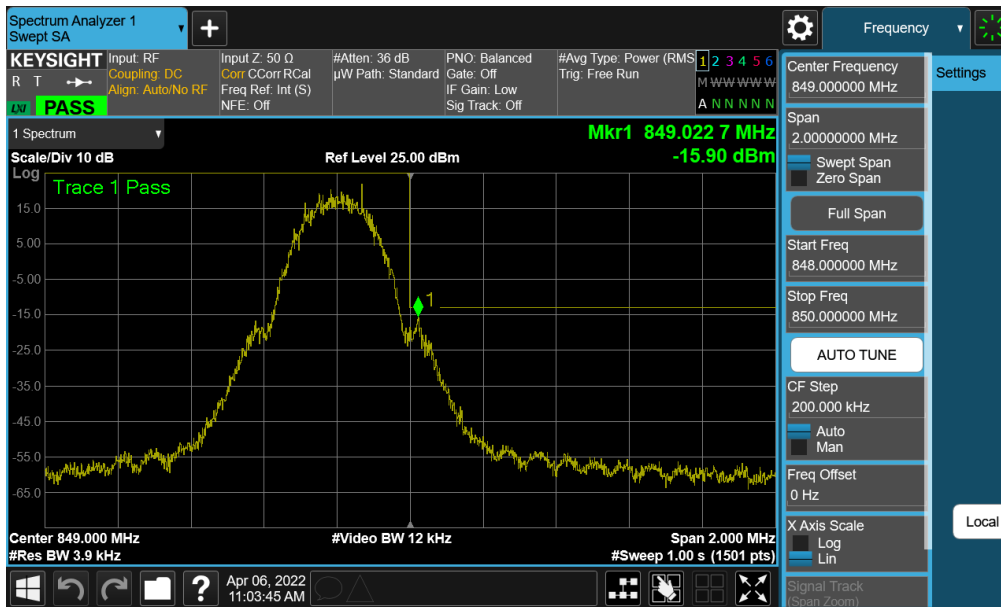 Spectrum Analyzer 1
Swept SA
+
Frequency
KEYSIGHT
R T
LXI PASS
Input: RF
Coupling: DC
Align: Auto/No RF
Input Z: 50 Ω
Corr CCorr RCal
Freq Ref: Int (S)
NFE: Off
#Atten: 36 dB
µW Path: Standard
PNO: Balanced
Gate: Off
IF Gain: Low
Sig Track: Off
#Avg Type: Power (RMS
Trig: Free Run
1 2 3 4 5 6
M W W W W W
A N N N N N
1 Spectrum
Scale/Div 10 dB
Ref Level 25.00 dBm
Mkr1 849.022 7 MHz
-15.90 dBm
Log
Trace 1 Pass
15.0
5.00
-5.00
-15.0
-25.0
-35.0
-45.0
-55.0
-65.0
1
Center 849.000 MHz
#Video BW 12 kHz
Span 2.000 MHz
#Res BW 3.9 kHz
#Sweep 1.00 s (1501 pts)
?
Apr 06, 2022
11:03:45 AM
Center Frequency
849.000000 MHz
Span
2.00000000 MHz
Swept Span
Zero Span
Full Span
Start Freq
848.000000 MHz
Stop Freq
850.000000 MHz
AUTO TUNE
CF Step
200.000 kHz
Auto
Man
Freq Offset
0 Hz
X Axis Scale
Log
Lin
Signal Track
(Span Zoom)
Settings
Local